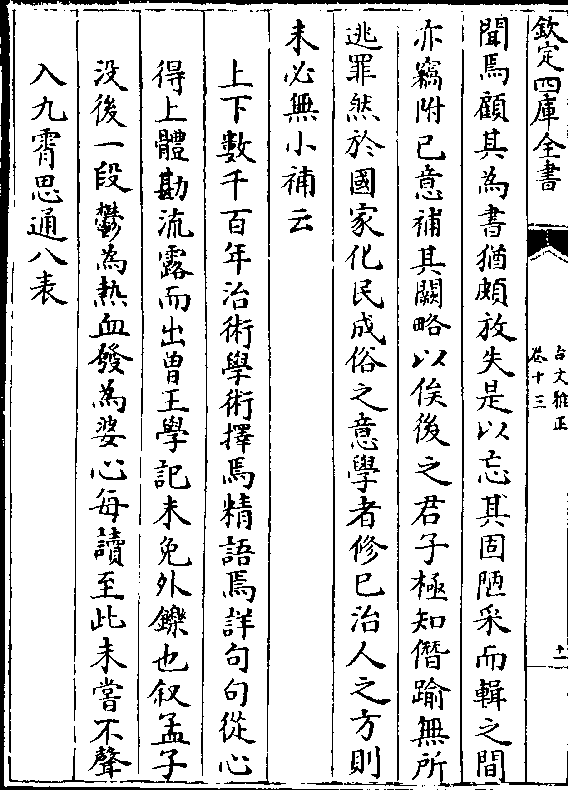 欽定四庫全書
古文雅正
卷十三
十二
聞焉顧其為書猶頗放失是以忘其固陋采而輯之間
亦竊附已意補其闕略以俟後之君子極知僭踰無所
逃罪然於國家化民成俗之意學者修已治人之方則
未必無小補云
上下數千百年治術學術擇焉精語焉詳句句從心
得上體勘流露而出曾王學記未免外鑠也叙孟子
没後一段鬱為熱血發為婆心每讀至此未嘗不聲
入九霄思通八表